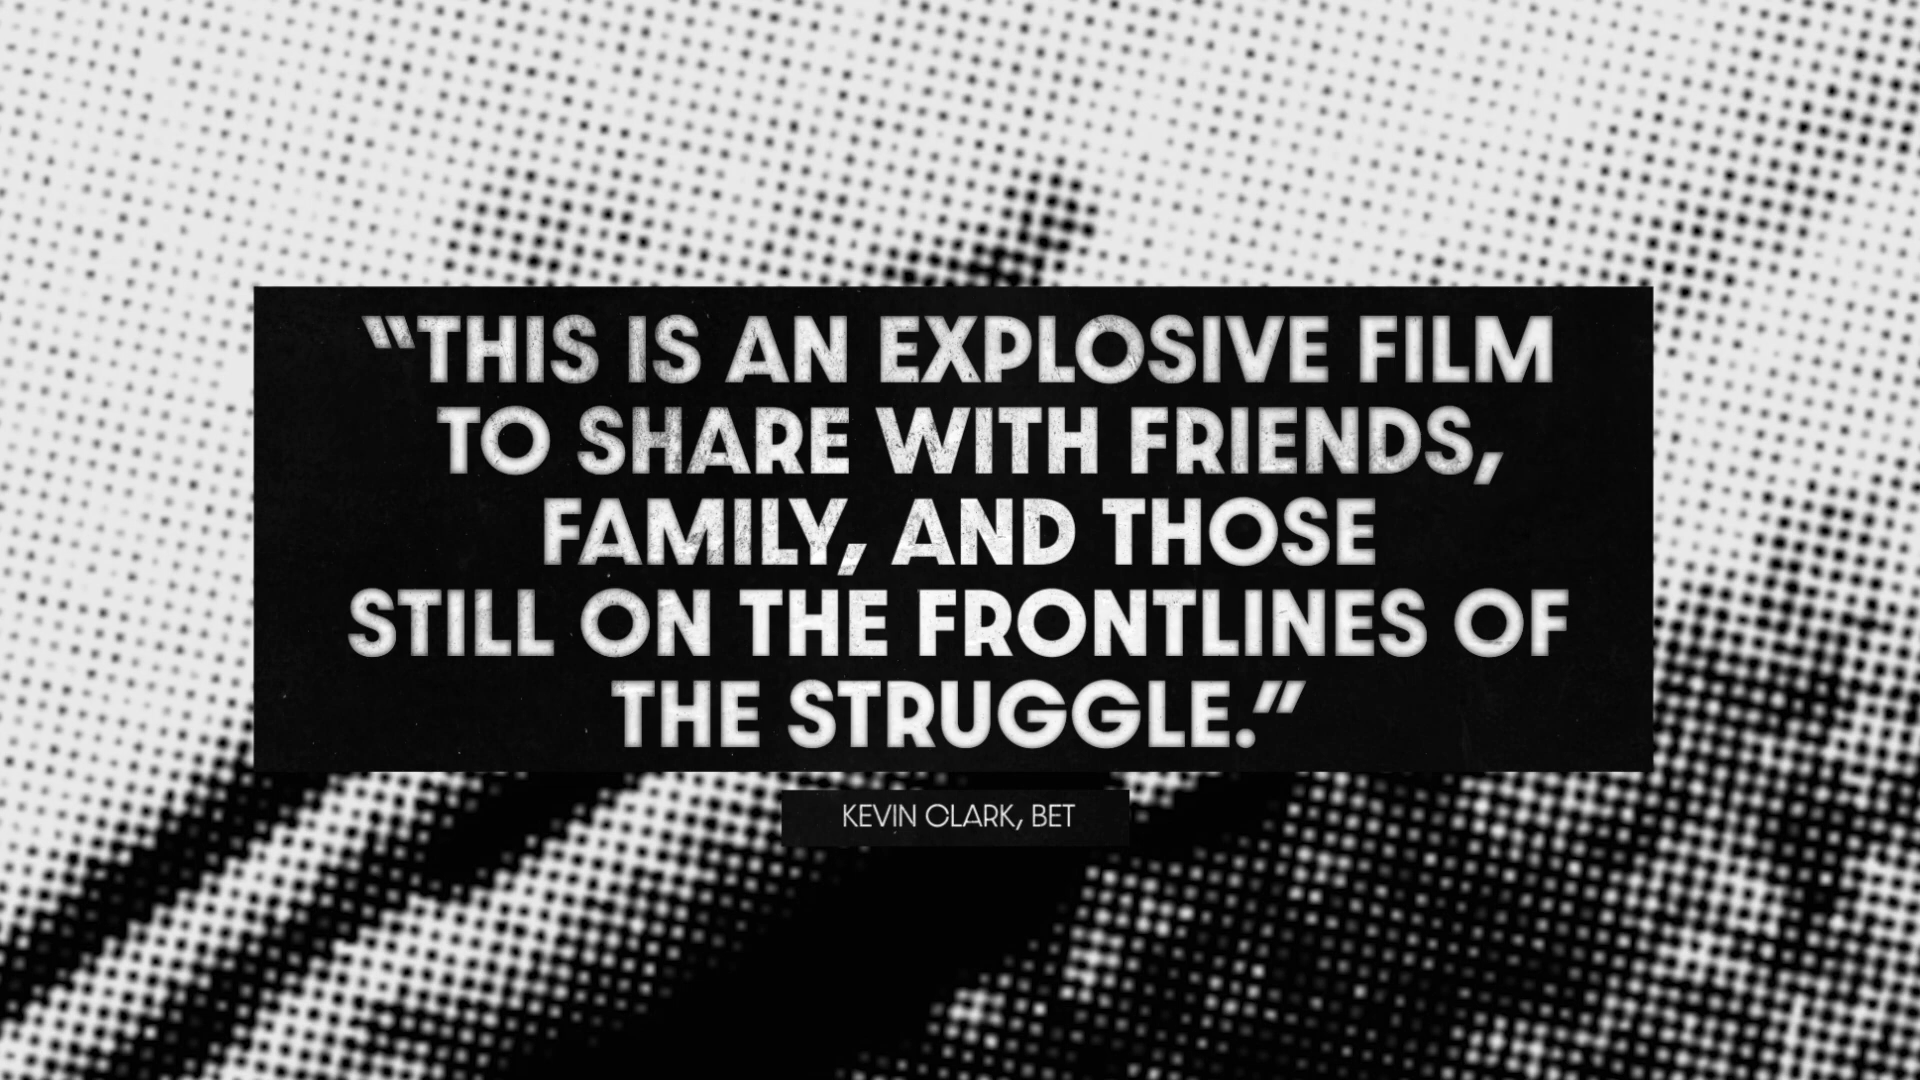 “THIS IS AN EXPLOSIVE FILM
TO SHARE WITH FRIENDS,
FAMILY, AND THOSE
STILL ON THE FRONTLINES OF
THE STRUGGLE.”
KEVIN CLARK, BET